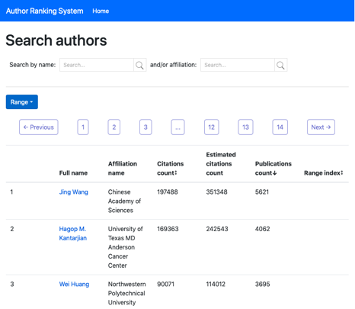 Author Ranking System Home
Search authors
Search by name: Search... and/or affiliation: Search...
Range
← Previous 1 2 3 ... 12 13 14 Next →
Full name Affiliation name Citations count↕ Estimated citations count Publications count↓ Range index↕
1 Jing Wang Chinese Academy of Sciences 197488 351348 5621
2 Hagop M. Kantarjian University of Texas MD Anderson Cancer Center 169363 242543 4062
3 Wei Huang Northwestern Polytechnical University 90071 114012 3695